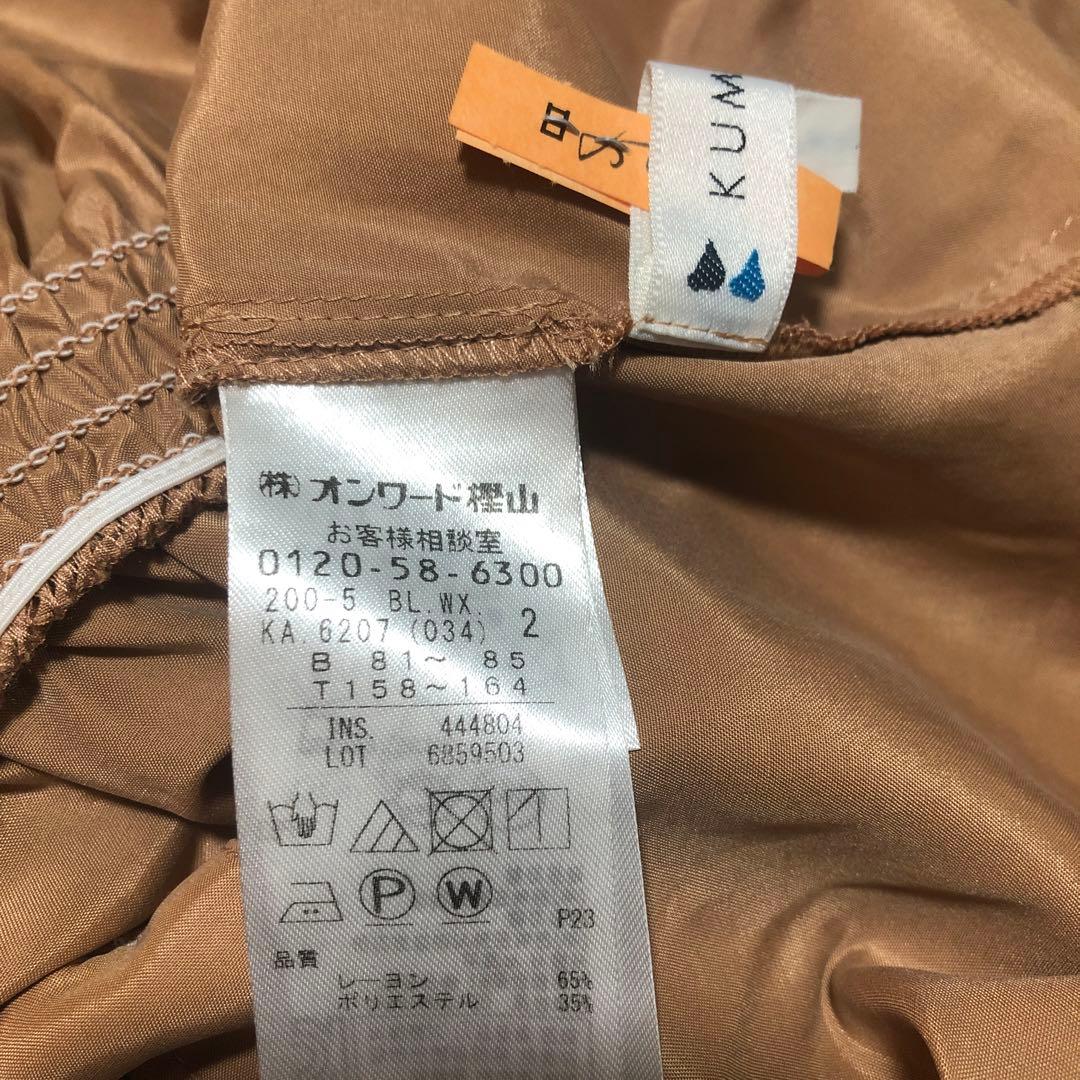 KUM
㈱オンワード樫山
お客様相談室
0120-58-6300
200-5 BL.WX.
KA.6207 (034) 2
B 81～ 85
T158～164
INS. 444804
LOT 6859503
P
W
P23
品質
レーヨン 65%
ポリエステル 35%